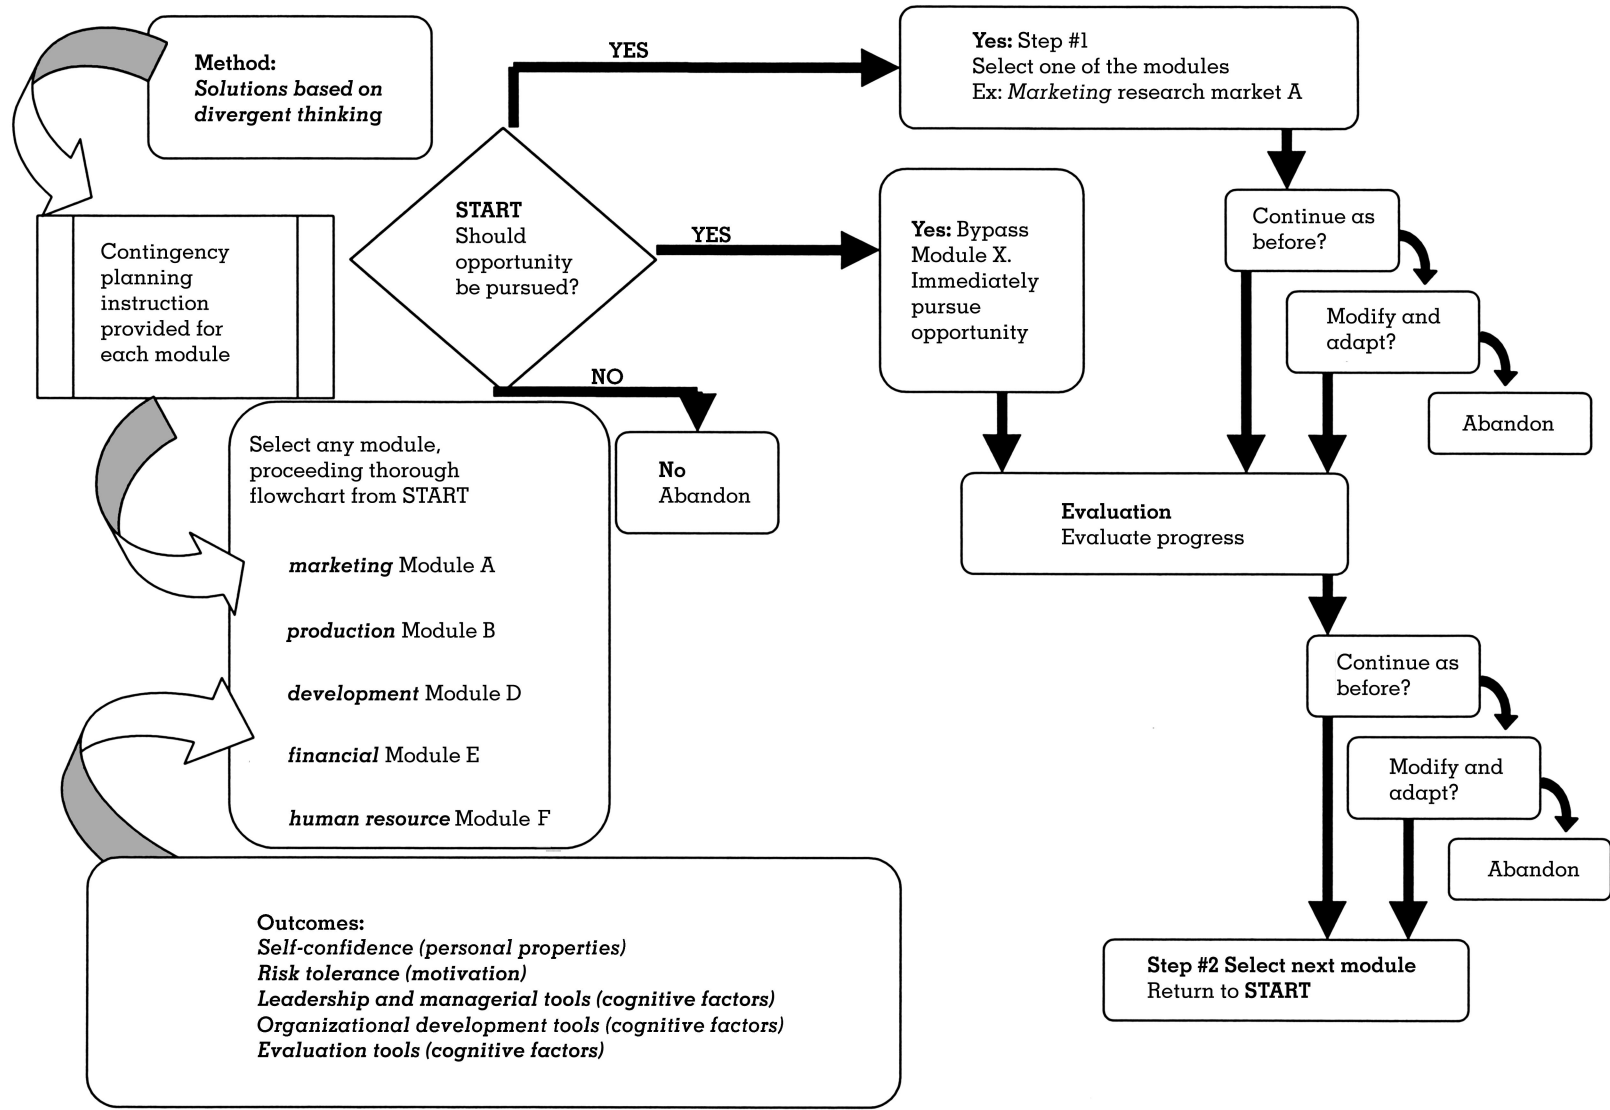 Method:
Solutions based on
divergent thinking
YES
Yes: Step #1
Select one of the modules
Ex: Marketing research market A
Contingency
planning
instruction
provided for
each module
START
Should
opportunity
be pursued?
YES
Yes: Bypass
Module X.
Immediately
pursue
opportunity
Continue as
before?
Modify and
adapt?
Abandon
NO
No
Abandon
Select any module,
proceeding thorough
flowchart from START
marketing Module A
production Module B
development Module D
financial Module E
human resource Module F
Evaluation
Evaluate progress
Continue as
before?
Modify and
adapt?
Abandon
Step #2 Select next module
Return to START
Outcomes:
Self-confidence (personal properties)
Risk tolerance (motivation)
Leadership and managerial tools (cognitive factors)
Organizational development tools (cognitive factors)
Evaluation tools (cognitive factors)